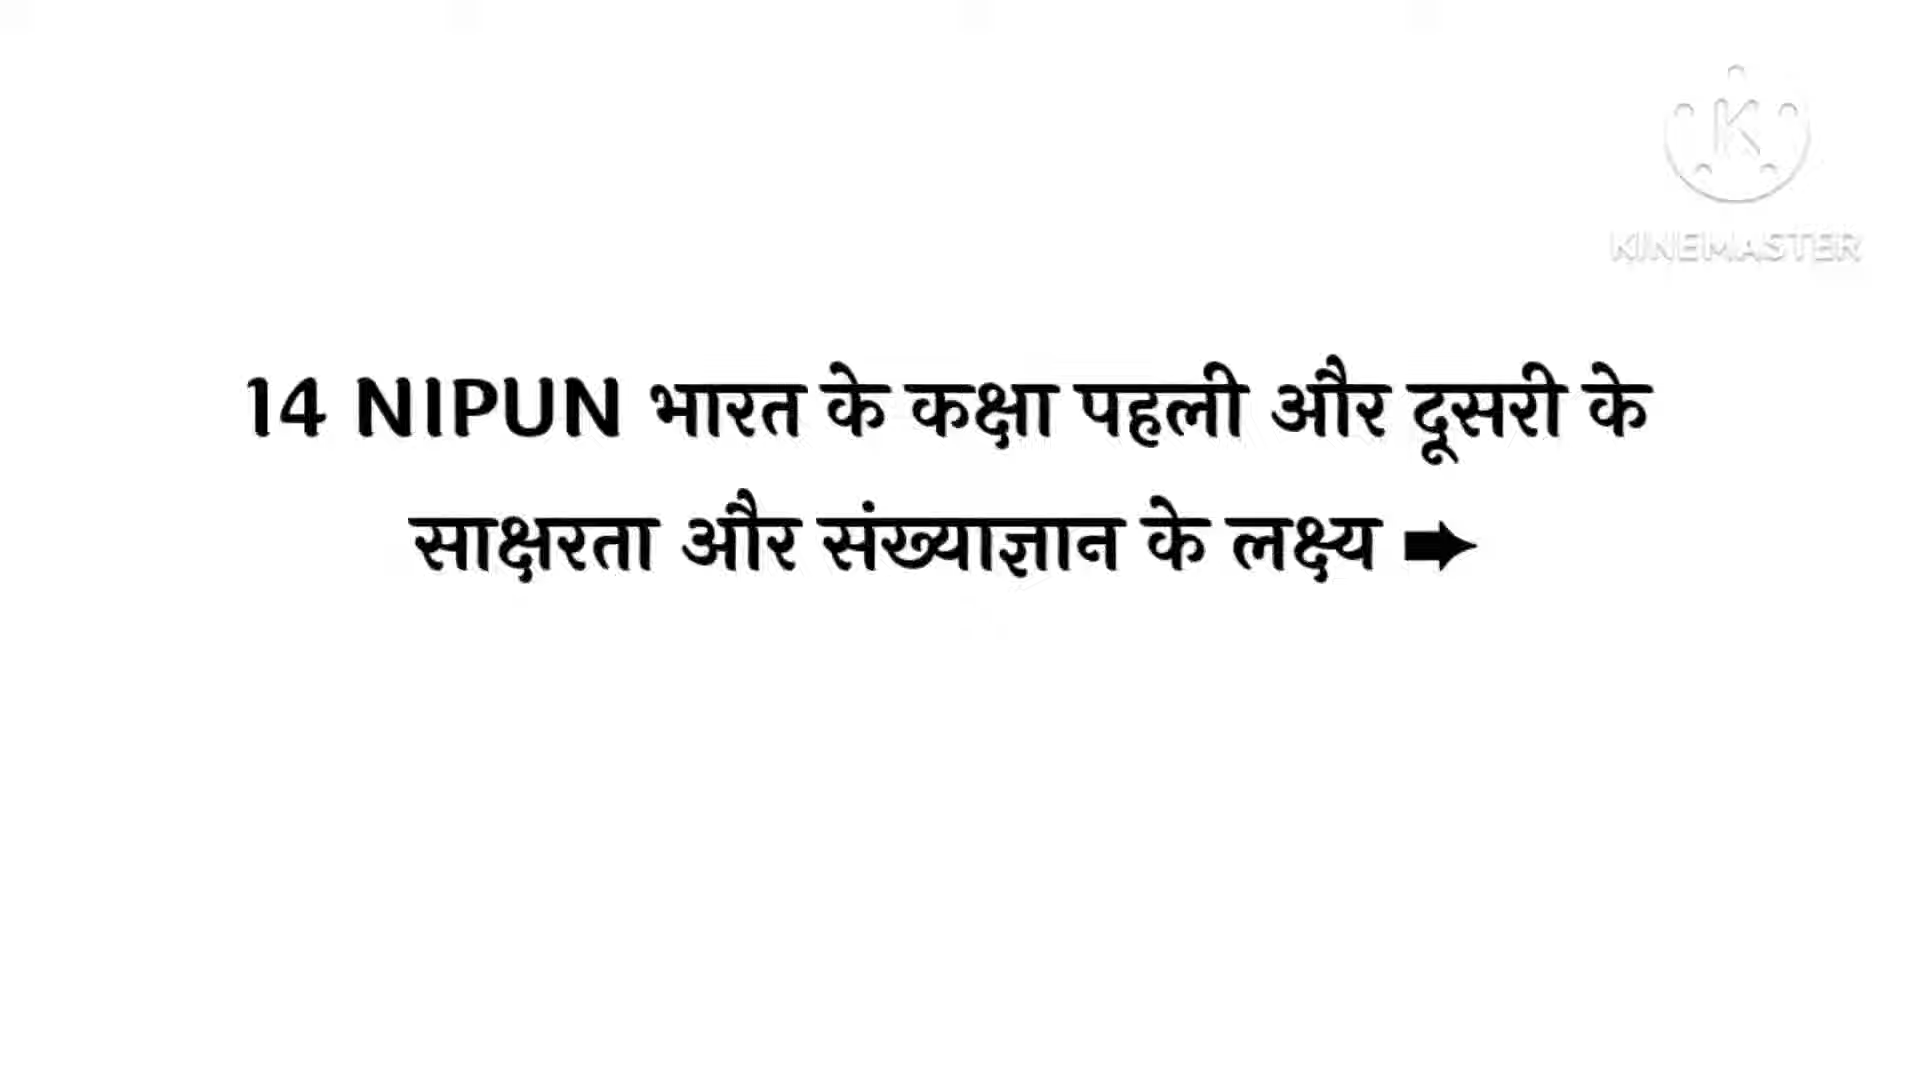 KINEMASTER
14 NIPUN भारत के कक्षा पहली और दूसरी के
साक्षरता और संख्याज्ञान के लक्ष्य ➨